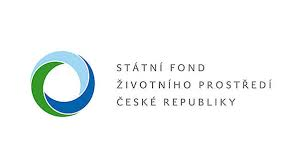 STÁTNÍ FOND
ŽIVOTNÍHO PROSTŘEDÍ
ČESKÉ REPUBLIKY